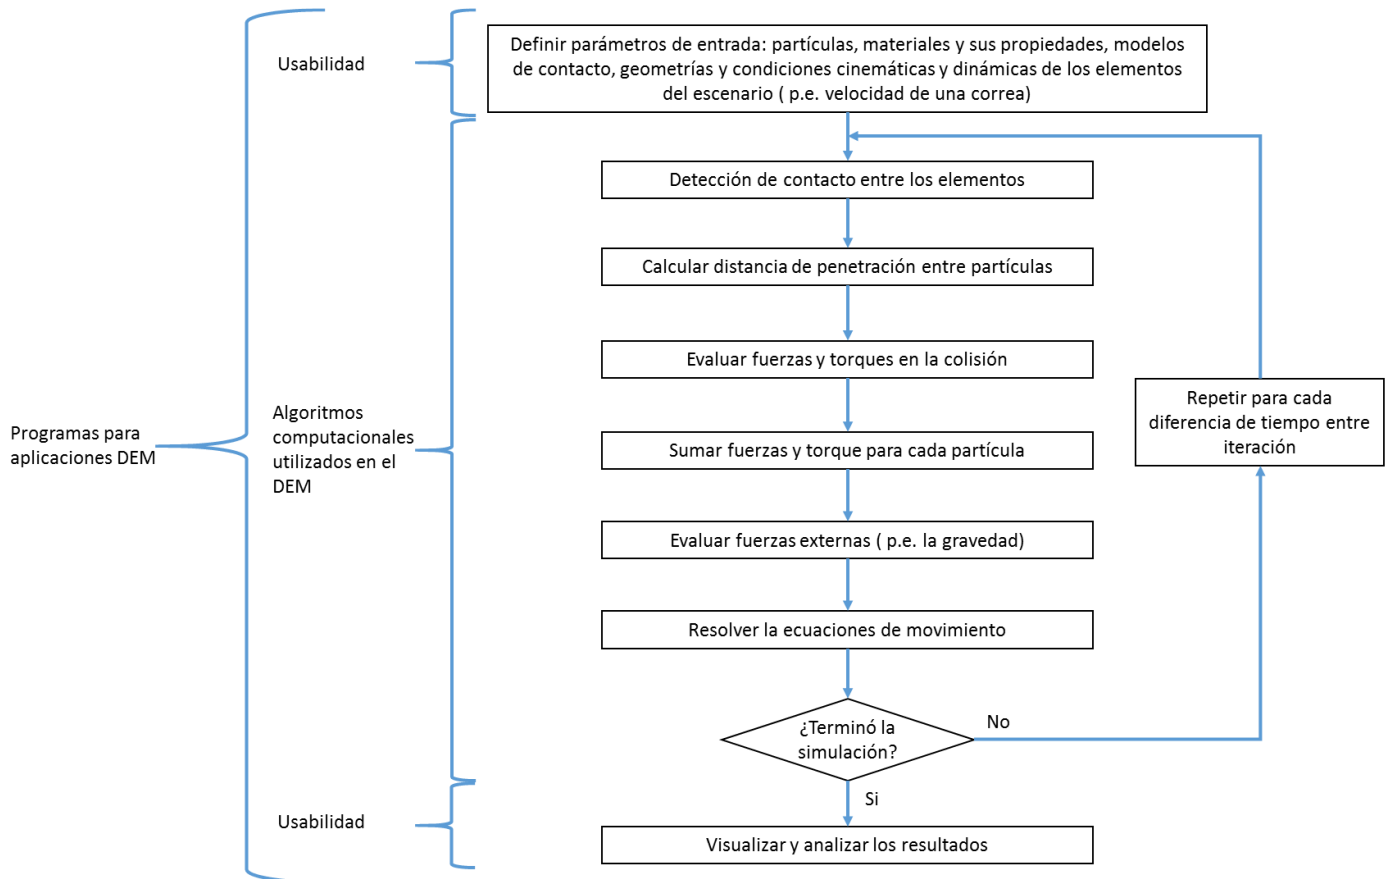 Usabilidad
Definir parámetros de entrada: partículas, materiales y sus propiedades, modelos
de contacto, geometrías y condiciones cinemáticas y dinámicas de los elementos
del escenario ( p.e. velocidad de una correa)
Detección de contacto entre los elementos
Calcular distancia de penetración entre partículas
Evaluar fuerzas y torques en la colisión
Repetir para cada
diferencia de tiempo entre
iteración
Programas para
aplicaciones DEM
Algoritmos
computacionales
utilizados en el
DEM
Sumar fuerzas y torque para cada partícula
Evaluar fuerzas externas ( p.e. la gravedad)
Resolver la ecuaciones de movimiento
¿Terminó la
simulación?
No
Si
Usabilidad
Visualizar y analizar los resultados